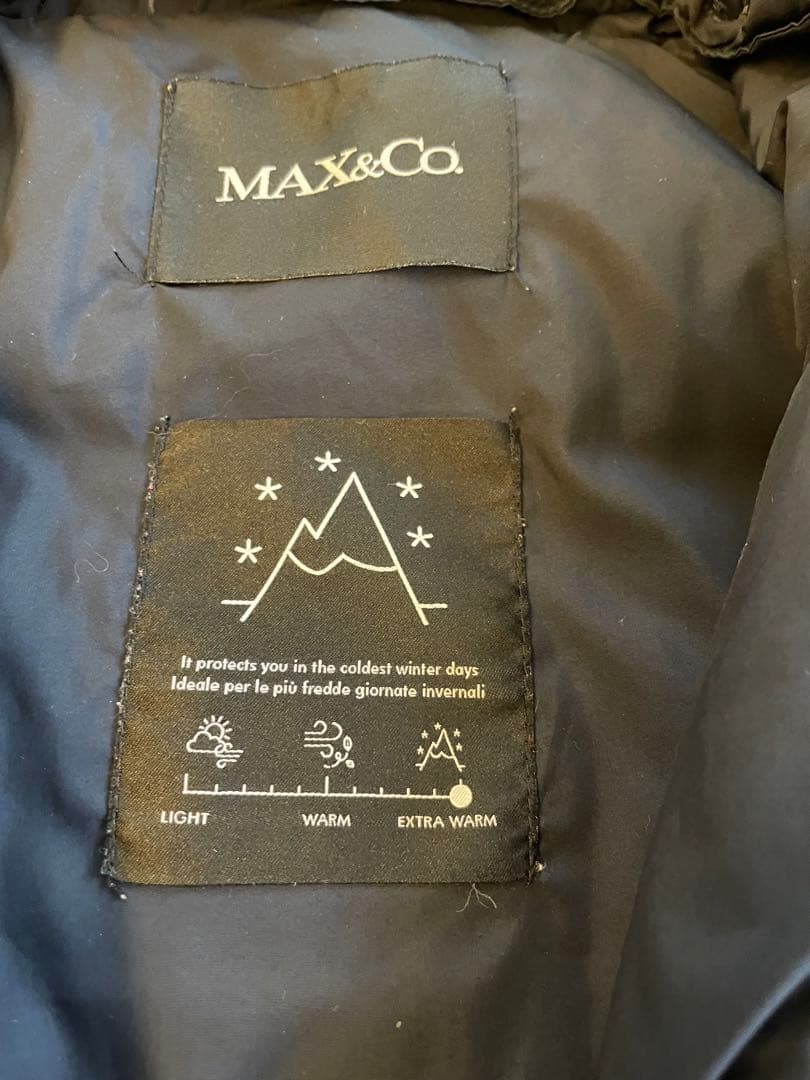 MAX&Co.
It protects you in the coldest winter days
Ideale per le più fredde giornate invernali
LIGHT WARM EXTRA WARM